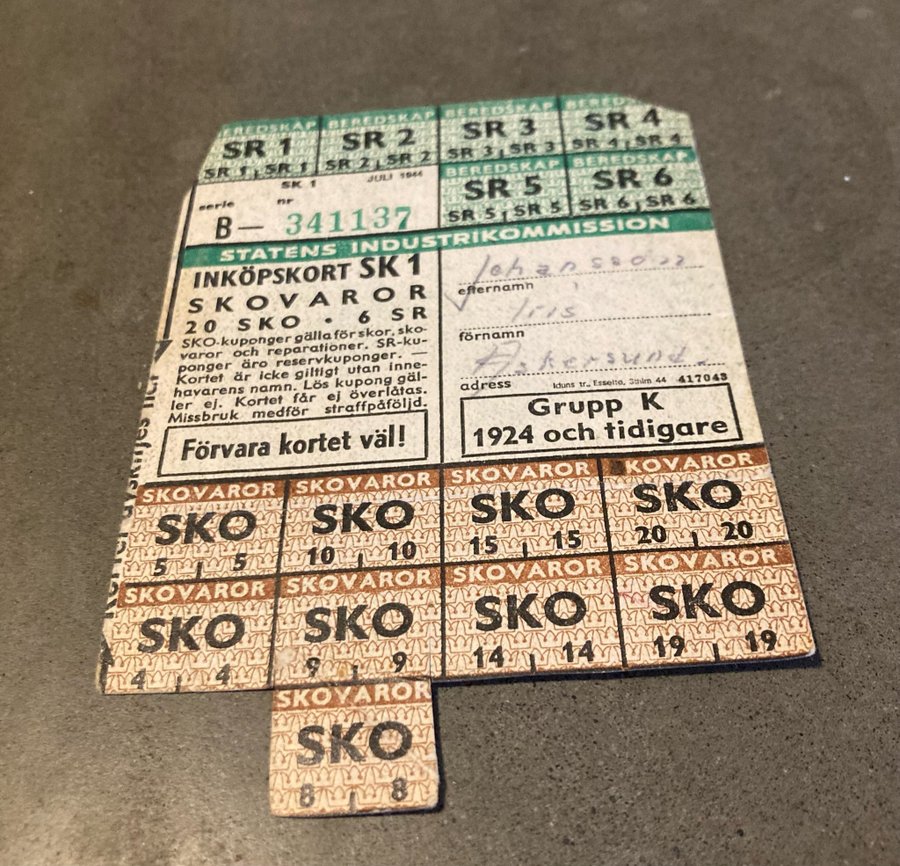 BEREDSKAP BEREDSKAP BEREDSKAP BEREDSKAP
SR 1 SR 2 SR 3 SR 4
SR 1 SR 1 SR 2 SR 2 SR 3 SR 3 SR 4 SR 4
BEREDSKAP BEREDSKAP
SR 5 SR 6
SR 5 SR 5 SR 6 SR 6
SK 1 JULI 1944
serie nr
B— 341137
STATENS INDUSTRIKOMMISSION
INKÖPSKORT SK 1
SKOVAROR
20 SKO • 6 SR
SKO-kuponger gälla för skor, sko-
varor och reparationer. SR-ku-
ponger äro reservkuponger. —
Kortet är icke giltigt utan inne-
havarens namn. Lös kupong gäl-
ler ej. Kortet får ej överlåtas.
Missbruk medför straffpåföljd.
Förvara kortet väl!
Johansson
efternamn
Iris
förnamn
Askersund.
adress Iduns tr., Esselte, Sthlm 44 417043
Grupp K
1924 och tidigare
SKOVAROR SKOVAROR SKOVAROR KOVAROR
SKO SKO SKO SKO
5 5 10 10 15 15 20 20
SKOVAROR SKOVAROR SKOVAROR SKOVAROR
SKO SKO SKO SKO
4 4 9 9 14 14 19 19
SKOVAROR
SKO
8 8